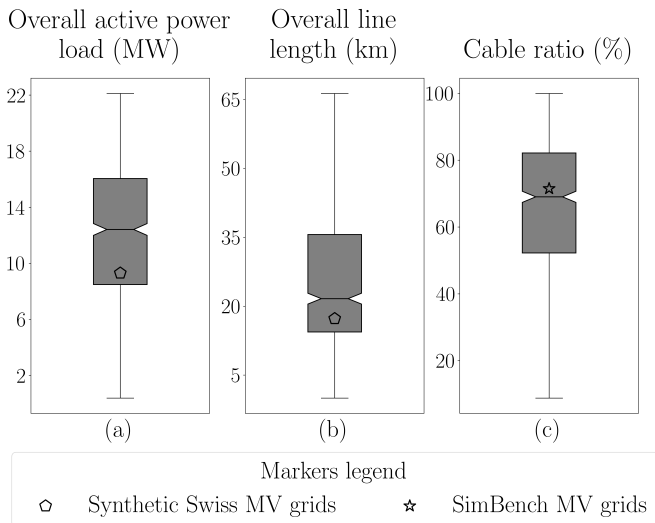 Overall active power
load (MW)
Overall line
length (km)
Cable ratio (%)
22
18
14
10
6
2
65
50
35
20
5
100
80
60
40
20
(a)
(b)
(c)
Markers legend
Synthetic Swiss MV grids
SimBench MV grids